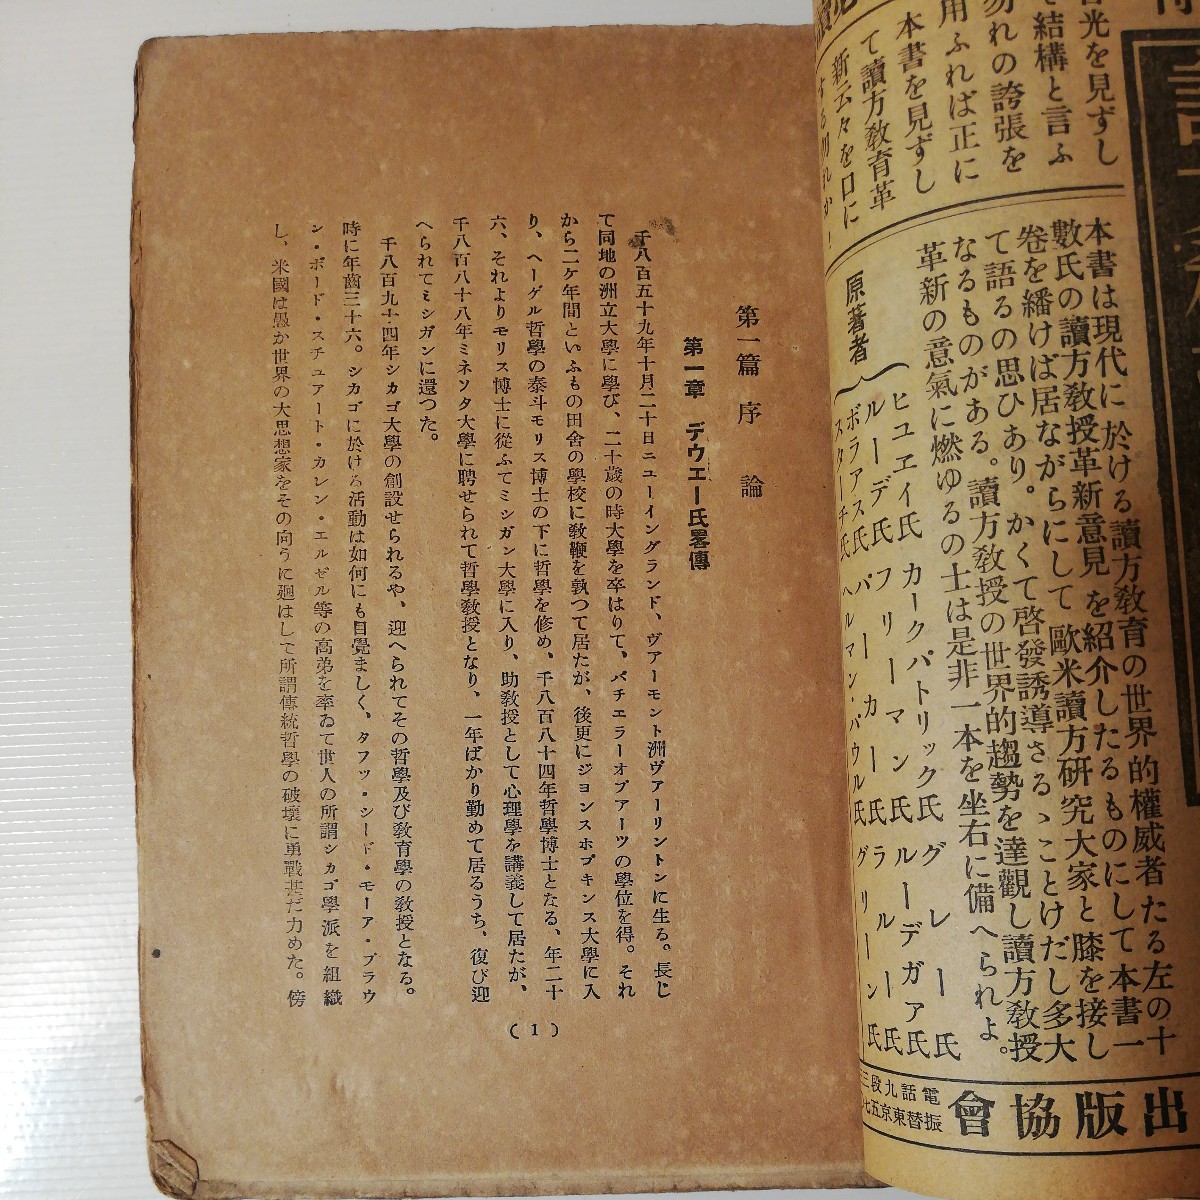 音光を見ずし
て結構と言ふ
勿れの誇張を
用ふれば正に
本書を見ずし
て讀方教育革
新云々を口に
する勿れか!
本書は現代に於ける讀方教育の世界的權威者たる左の十
數氏の讀方教授革新意見を紹介したるものにして本書一
卷を繙けば居ながらにして歐米讀方研究大家と膝を接し
て語るの思ひあり。かくて啓發誘導さるゝことけだし多大
なるものがある。讀方教授の世界的趨勢を達觀し讀方教授
革新の意氣に燃ゆるの士は是非一本を坐右に備へられよ。
原著者
ヒユエイ氏 カークパトリック氏 グレー氏
ルーデ氏 フリーマン氏 ルーデガア氏
ボラアス氏 パーカー氏 ラルー氏
スターチ氏 ヘルマン・パウル氏 グリーン氏
電話九段三
振替東京五七
出版協會
第一篇 序論
第一章 デウエー氏畧傳
千八百五十九年十月二十日ニユーイングランド、ヴアーモント洲ヴアーリントンに生る。長じ
て同地の洲立大學に學び、二十歲の時大學を卒はりて、バチエラーオブアーツの學位を得。それ
から二ケ年間といふもの田舍の學校に敎鞭を執つて居たが、後更にジヨンスホプキンス大學に入
り、ヘーゲル哲學の泰斗モリス博士の下に哲學を修め、千八百八十四年哲學博士となる、年二十
六、それよりモリス博士に從ふてミシガン大學に入り、助敎授として心理學を講義して居たが、
千八百八十八年ミネソタ大學に聘せられて哲學敎授となり、一年ばかり勤めて居るうち、復び迎
へられてミシガンに還つた。
千八百九十四年シカゴ大學の創設せられるや、迎へられてその哲學及び敎育學の敎授となる。
時に年齒三十六。シカゴに於ける活動は如何にも目覺ましく、タフッ・シード・モーア・ブラウ
ン・ボード・スチュアート・カレン・エルゼル等の高弟を率ゐて世人の所謂シカゴ學派を組織
し、米國は愚か世界の大思想家をその向うに廻はして所謂傳統哲學の破壞に勇戰甚だ力めた。傍
(1)